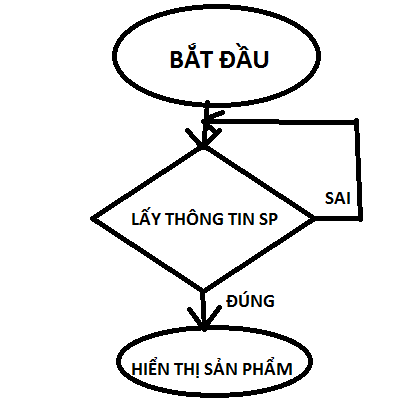 BẮT ĐẦU
LẤY THÔNG TIN SP
SAI
ĐÚNG
HIỂN THỊ SẢN PHẨM